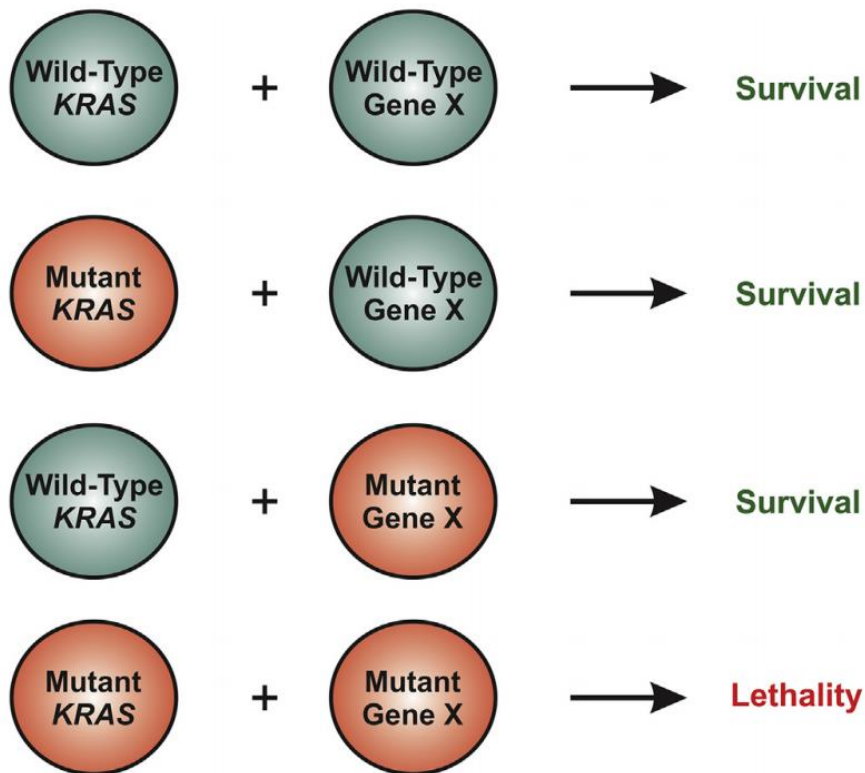 Wild-Type
KRAS
+
Wild-Type
Gene X
Survival
Mutant
KRAS
+
Wild-Type
Gene X
Survival
Wild-Type
KRAS
+
Mutant
Gene X
Survival
Mutant
KRAS
+
Mutant
Gene X
Lethality